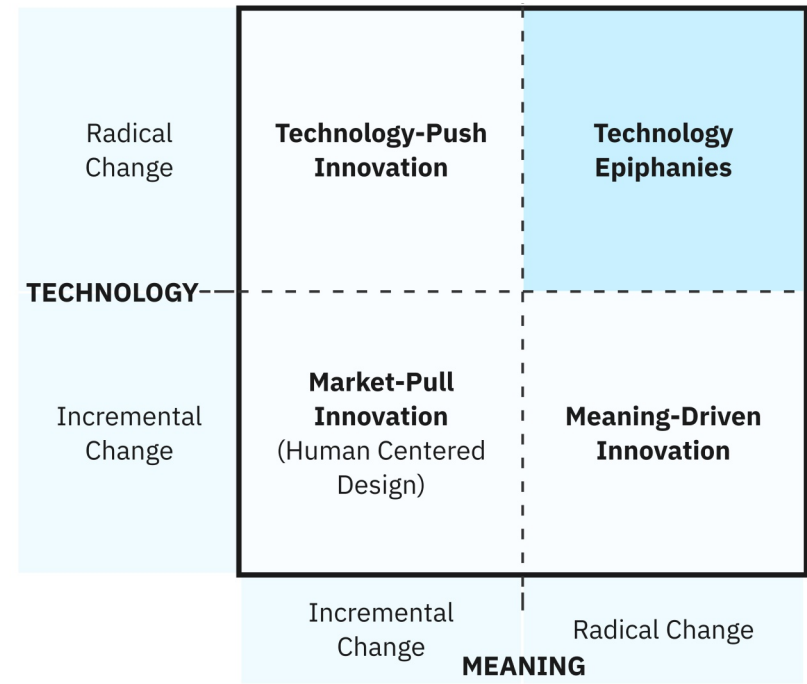 Radical
Change
Technology-Push
Innovation
Technology
Epiphanies
TECHNOLOGY
Incremental
Change
Market-Pull
Innovation
(Human Centered
Design)
Meaning-Driven
Innovation
Incremental
Change
Radical Change
MEANING